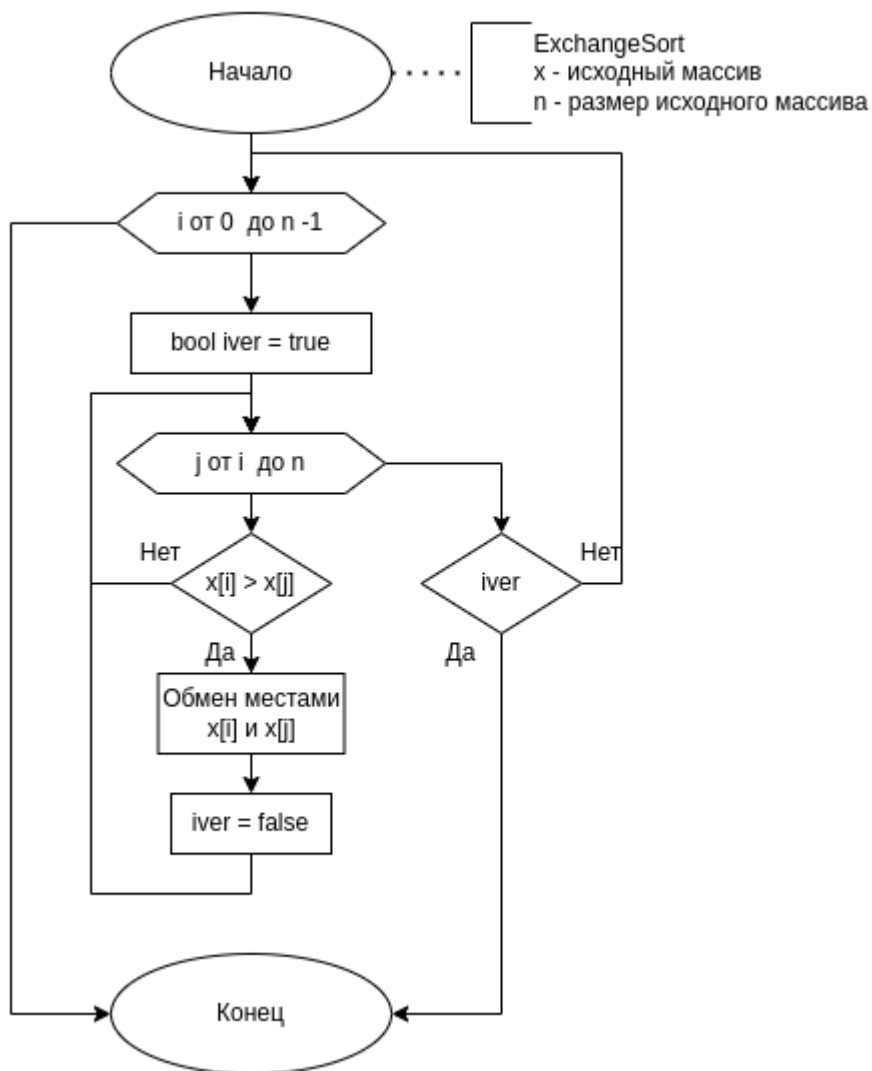 Начало
ExchangeSort
x - исходный массив
n - размер исходного массива
i от 0 до n -1
bool iver = true
j от i до n
Нет
x[i] > x[j]
iver
Нет
Да
Да
Обмен местами
x[i] и x[j]
iver = false
Конец